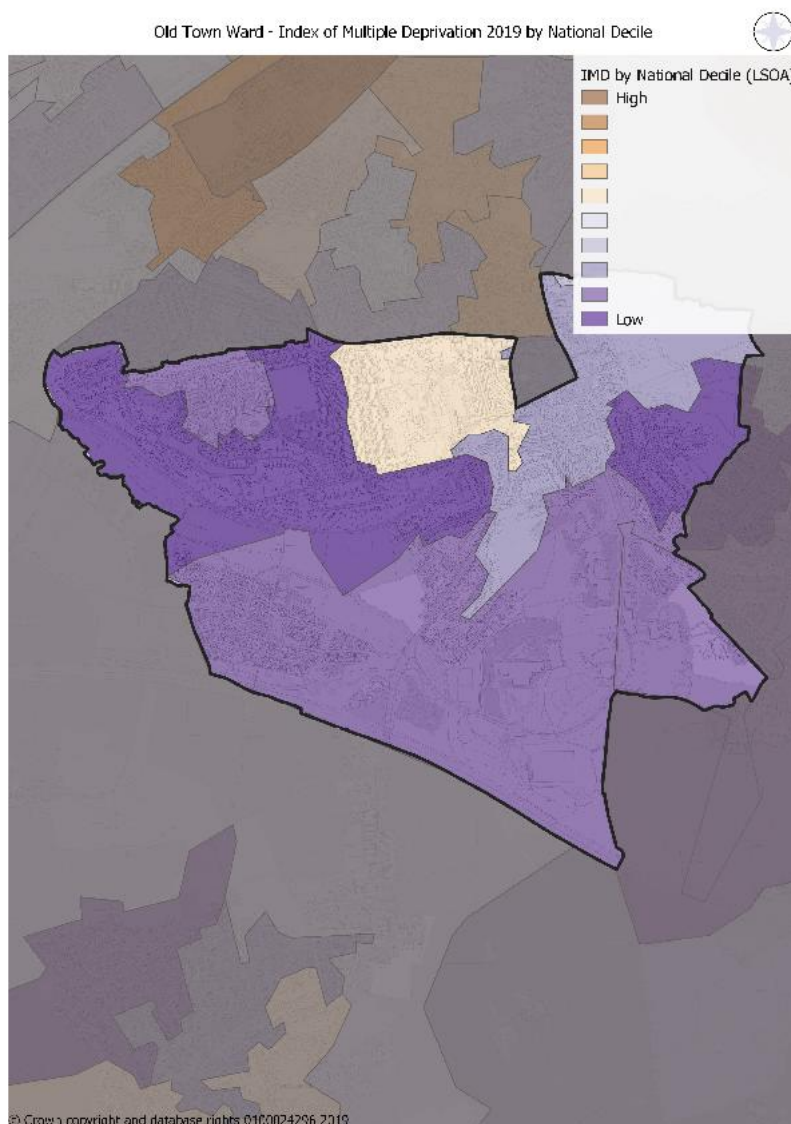 Old Town Ward - Index of Multiple Deprivation 2019 by National Decile
IMD by National Decile (LSOA)
High
Low
© Crown copyright and database rights 0100024296 2019